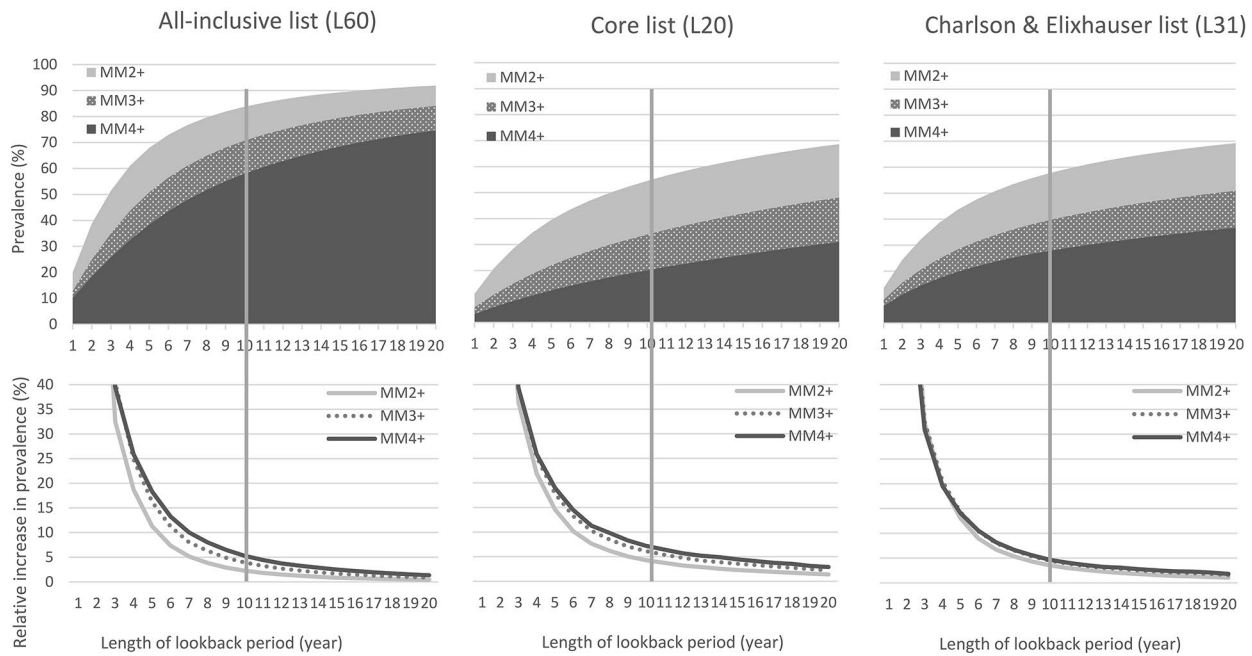 All-inclusive list (L60)
Core list (L20)
Charlson & Elixhauser list (L31)
Prevalence (%)
100
90
80
70
60
50
40
30
20
10
0
MM2+
MM3+
MM4+
1 2 3 4 5 6 7 8 9 10 11 12 13 14 15 16 17 18 19 20
MM2+
MM3+
MM4+
1 2 3 4 5 6 7 8 9 10 11 12 13 14 15 16 17 18 19 20
MM2+
MM3+
MM4+
1 2 3 4 5 6 7 8 9 10 11 12 13 14 15 16 17 18 19 20
Relative increase in prevalence (%)
40
35
30
25
20
15
10
5
0
MM2+
MM3+
MM4+
1 2 3 4 5 6 7 8 9 10 11 12 13 14 15 16 17 18 19 20
Length of lookback period (year)
MM2+
MM3+
MM4+
1 2 3 4 5 6 7 8 9 10 11 12 13 14 15 16 17 18 19 20
Length of lookback period (year)
MM2+
MM3+
MM4+
1 2 3 4 5 6 7 8 9 10 11 12 13 14 15 16 17 18 19 20
Length of lookback period (year)